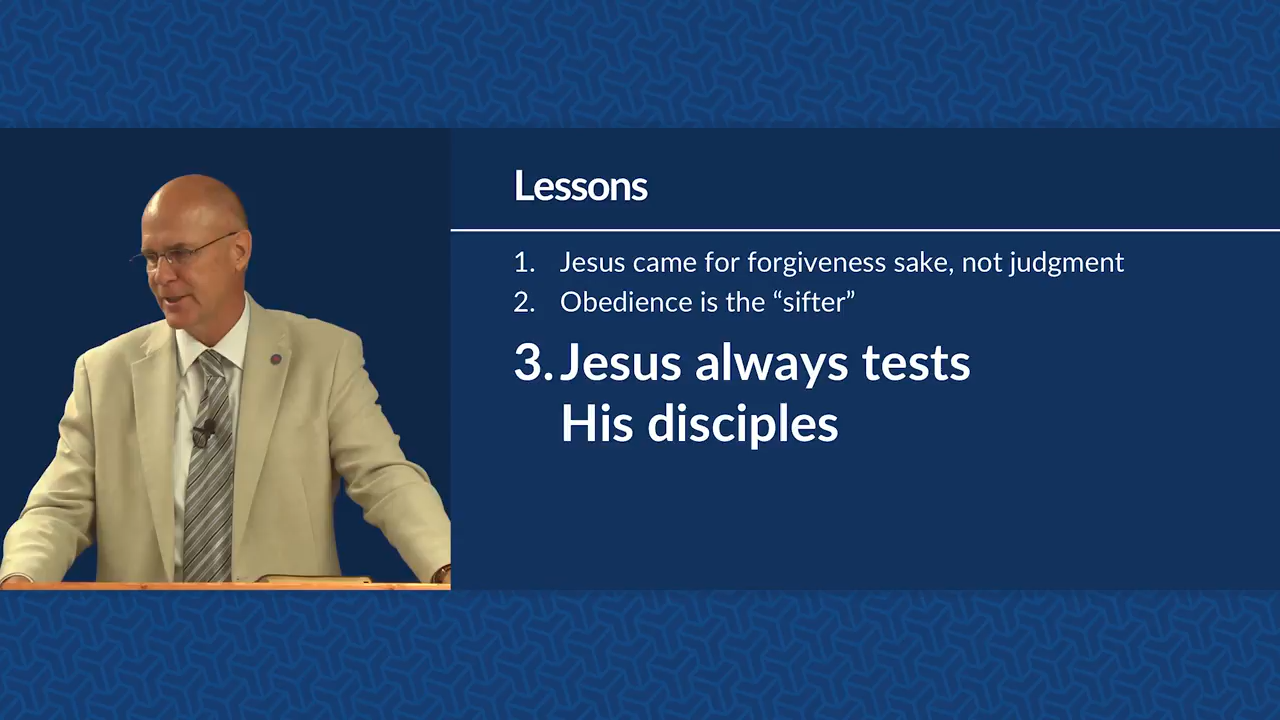 Lessons
1. Jesus came for forgiveness sake, not judgment
2. Obedience is the “sifter”
3. Jesus always tests
His disciples